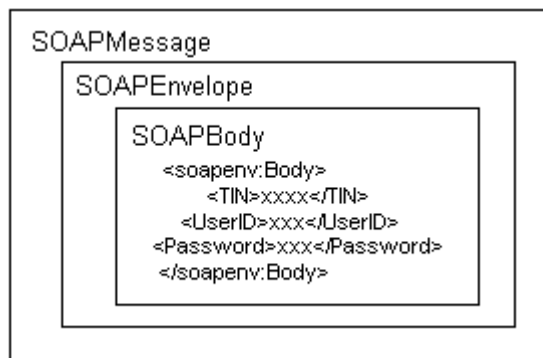 SOAPMessage
SOAPEnvelope
SOAPBody
<soapenv:Body>
<TIN>xxxx</TIN>
<UserID>xxx</UserID>
<Password>xxx</Password>
</soapenv:Body>